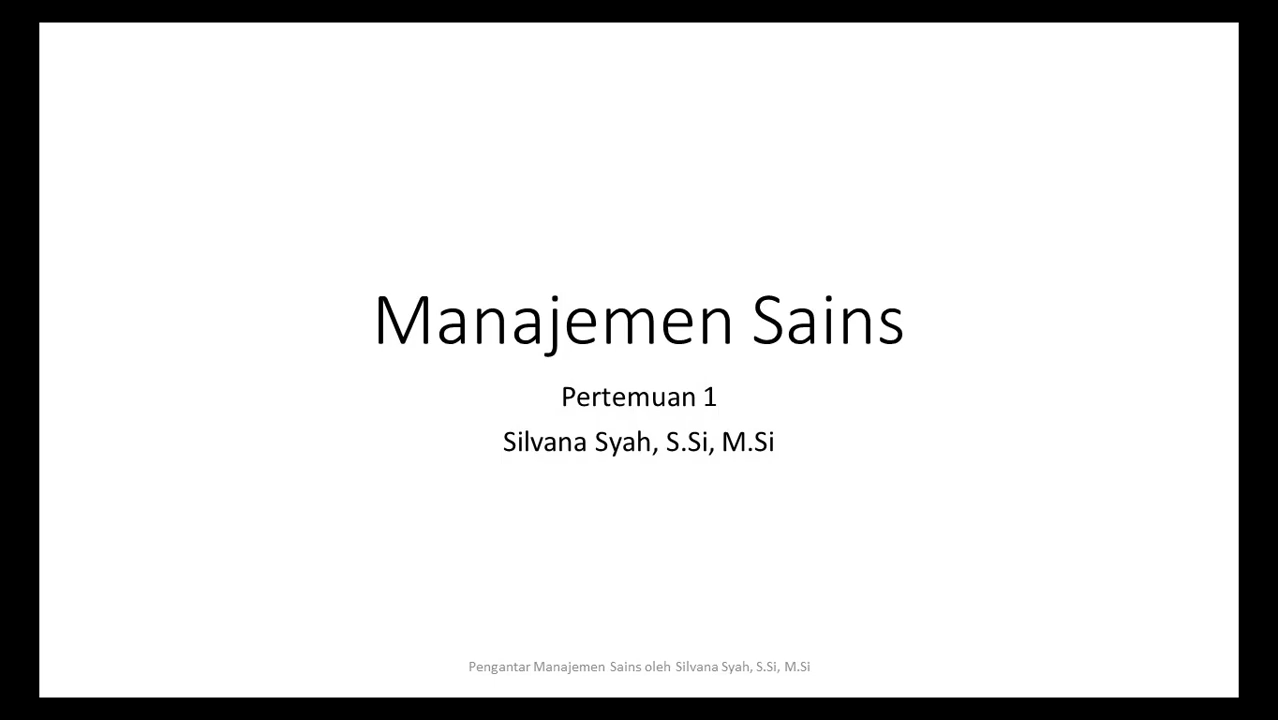 Manajemen Sains
Pertemuan 1
Silvana Syah, S.Si, M.Si
Pengantar Manajemen Sains oleh Silvana Syah, S.Si, M.Si